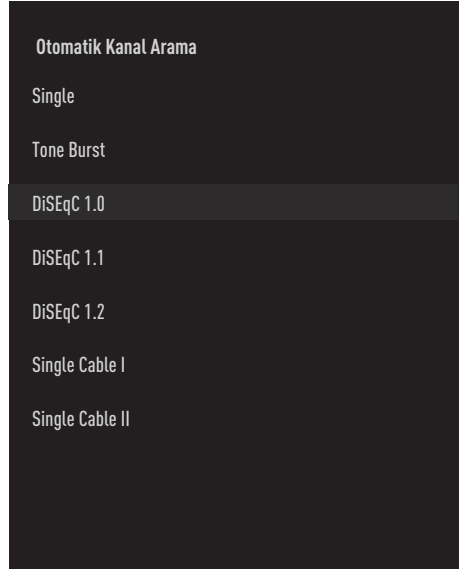 Otomatik Kanal Arama
Single
Tone Burst
DiSEqC 1.0
DiSEqC 1.1
DiSEqC 1.2
Single Cable I
Single Cable II